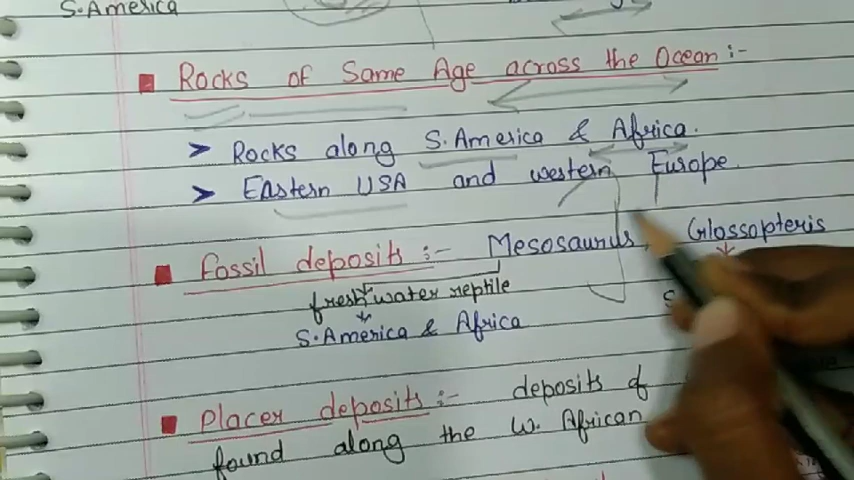 S.America
Rocks of Same Age across the Ocean:-
➤ Rocks along S.America & Africa.
➤ Eastern USA and western Europe.
Fossil deposits:- Mesosaurus, Glossopteris
freshwater reptile
S.America & Africa
Placer deposits:- deposits of
found along the W. African